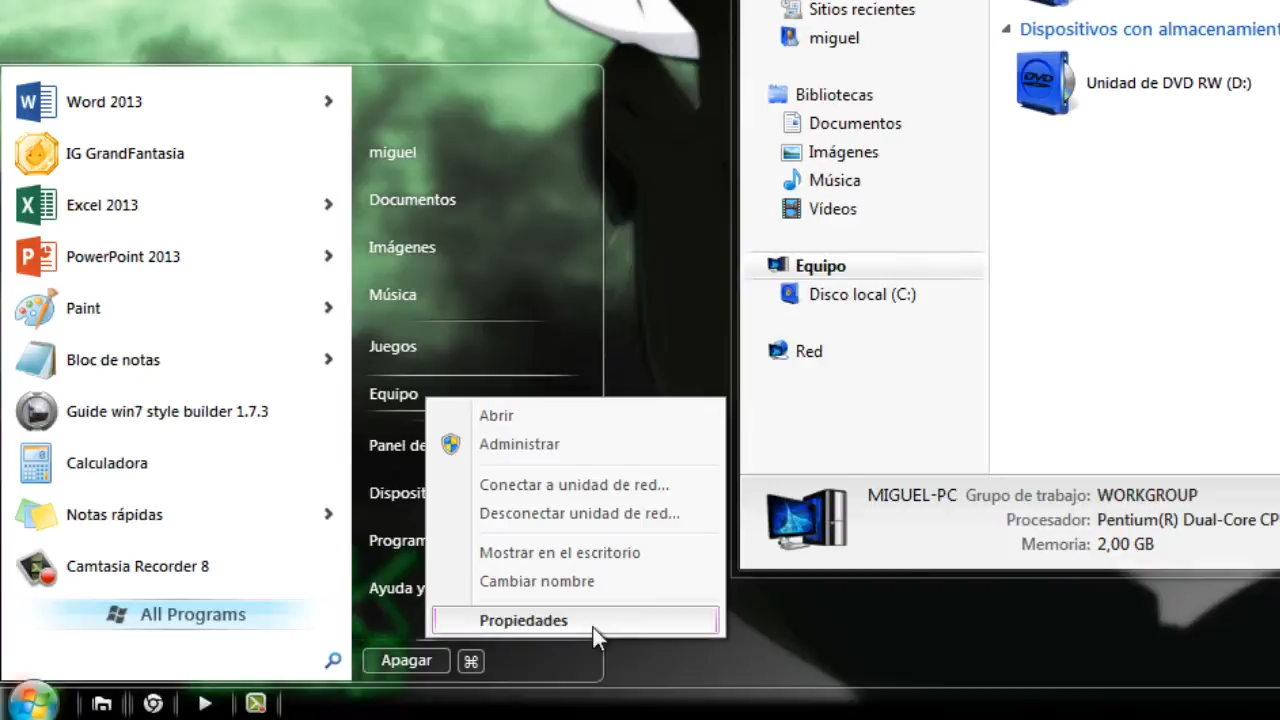 Word 2013
IG GrandFantasia
Excel 2013
PowerPoint 2013
Paint
Bloc de notas
Guide win7 style builder 1.7.3
Calculadora
Notas rápidas
Camtasia Recorder 8
All Programs
miguel
Documentos
Imágenes
Música
Juegos
Equipo
Panel de
Disposit
Program
Ayuda y
Apagar
⌘
Abrir
Administrar
Conectar a unidad de red...
Desconectar unidad de red...
Mostrar en el escritorio
Cambiar nombre
Propiedades
Sitios recientes
miguel
Bibliotecas
Documentos
Imágenes
Música
Vídeos
Equipo
Disco local (C:)
Red
Dispositivos con almacenamient
DVD
Unidad de DVD RW (D:)
MIGUEL-PC Grupo de trabajo: WORKGROUP
Procesador: Pentium(R) Dual-Core CP
Memoria: 2,00 GB